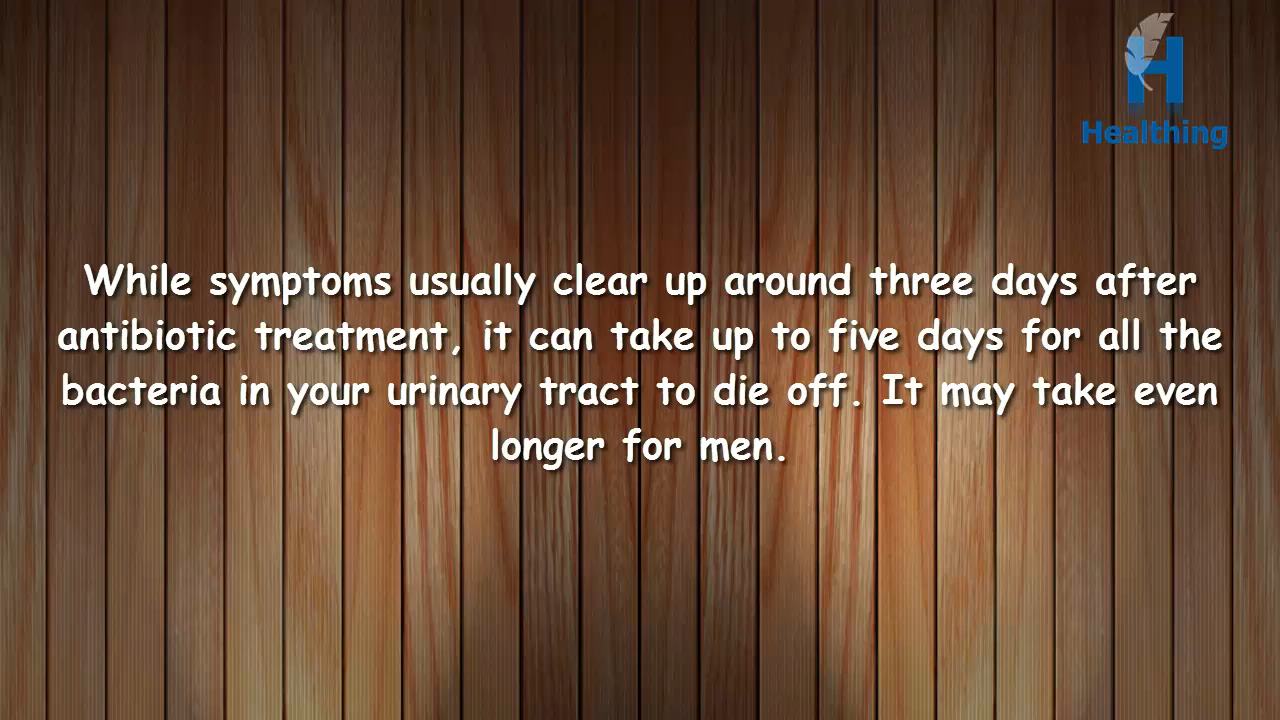 H
Healthing
While symptoms usually clear up around three days after
antibiotic treatment, it can take up to five days for all the
bacteria in your urinary tract to die off. It may take even
longer for men.